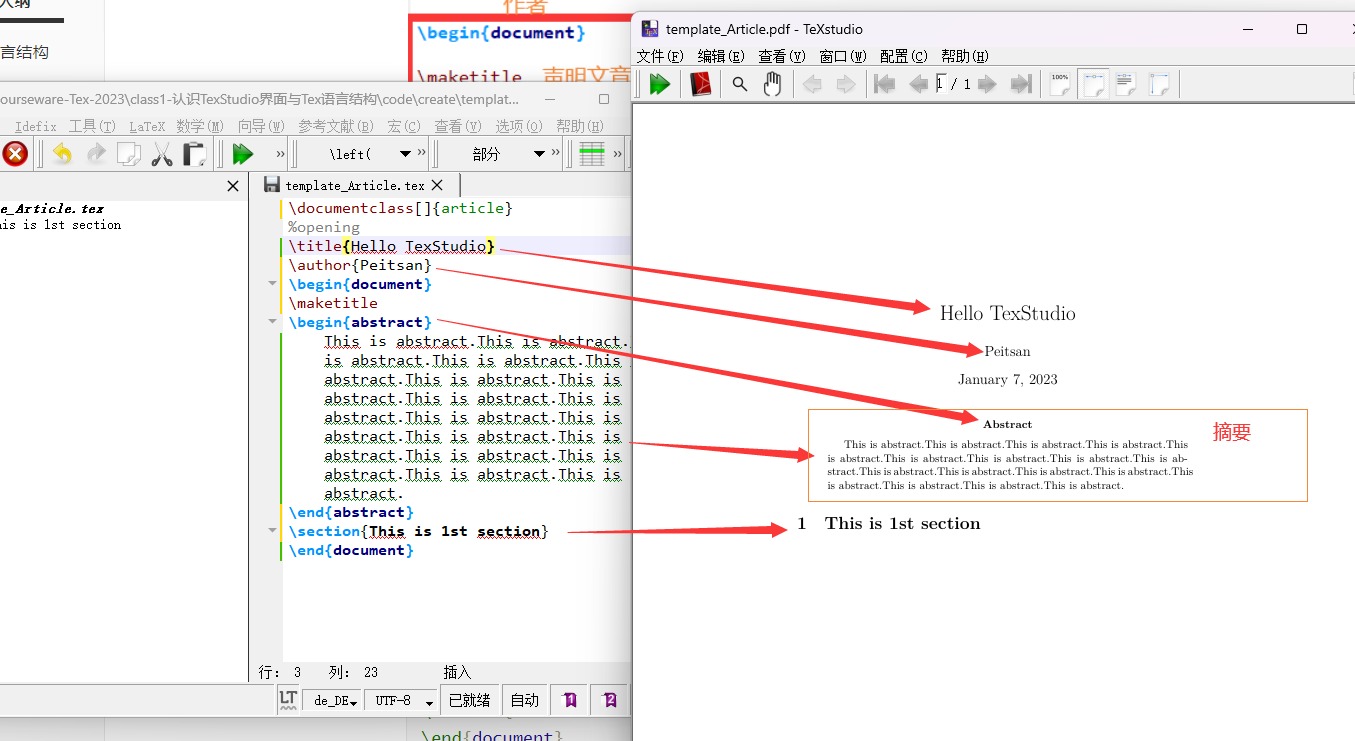 作者
大纲
\begin{document}
template_Article.pdf - TeXstudio
言结构
文件(F) 编辑(E) 查看(V) 窗口(W) 配置(C) 帮助(H)
\maketitle 声明文章
100%
1 / 1
ourseware-Tex-2023\class1-认识TexStudio界面与Tex语言结构\code\create\templat...
Idefix 工具(T) LaTeX 数学(M) 向导(W) 参考文献(B) 宏(C) 查看(V) 选项(O) 帮助(H)
\left( 部分
template_Article.tex
e_Article.tex
his is 1st section
\documentclass[]{article}
%opening
\title{Hello TexStudio}
\author{Peitsan}
\begin{document}
\maketitle
\begin{abstract}
This is abstract.This is abstract.
is abstract.This is abstract.This
abstract.This is abstract.This is
abstract.This is abstract.This is
abstract.This is abstract.This is
abstract.This is abstract.This is
abstract.This is abstract.This is
abstract.This is abstract.This is
abstract.
\end{abstract}
\section{This is 1st section}
\end{document}
Hello TexStudio
Peitsan
January 7, 2023
Abstract
摘要
This is abstract.This is abstract.This is abstract.This is abstract.This
is abstract.This is abstract.This is abstract.This is abstract.This is ab-
stract.This is abstract.This is abstract.This is abstract.This is abstract.This
is abstract.This is abstract.This is abstract.This is abstract.
1 This is 1st section
行: 3 列: 23 插入
LT de_DE UTF-8 已就绪 自动 1 2
\end{document}